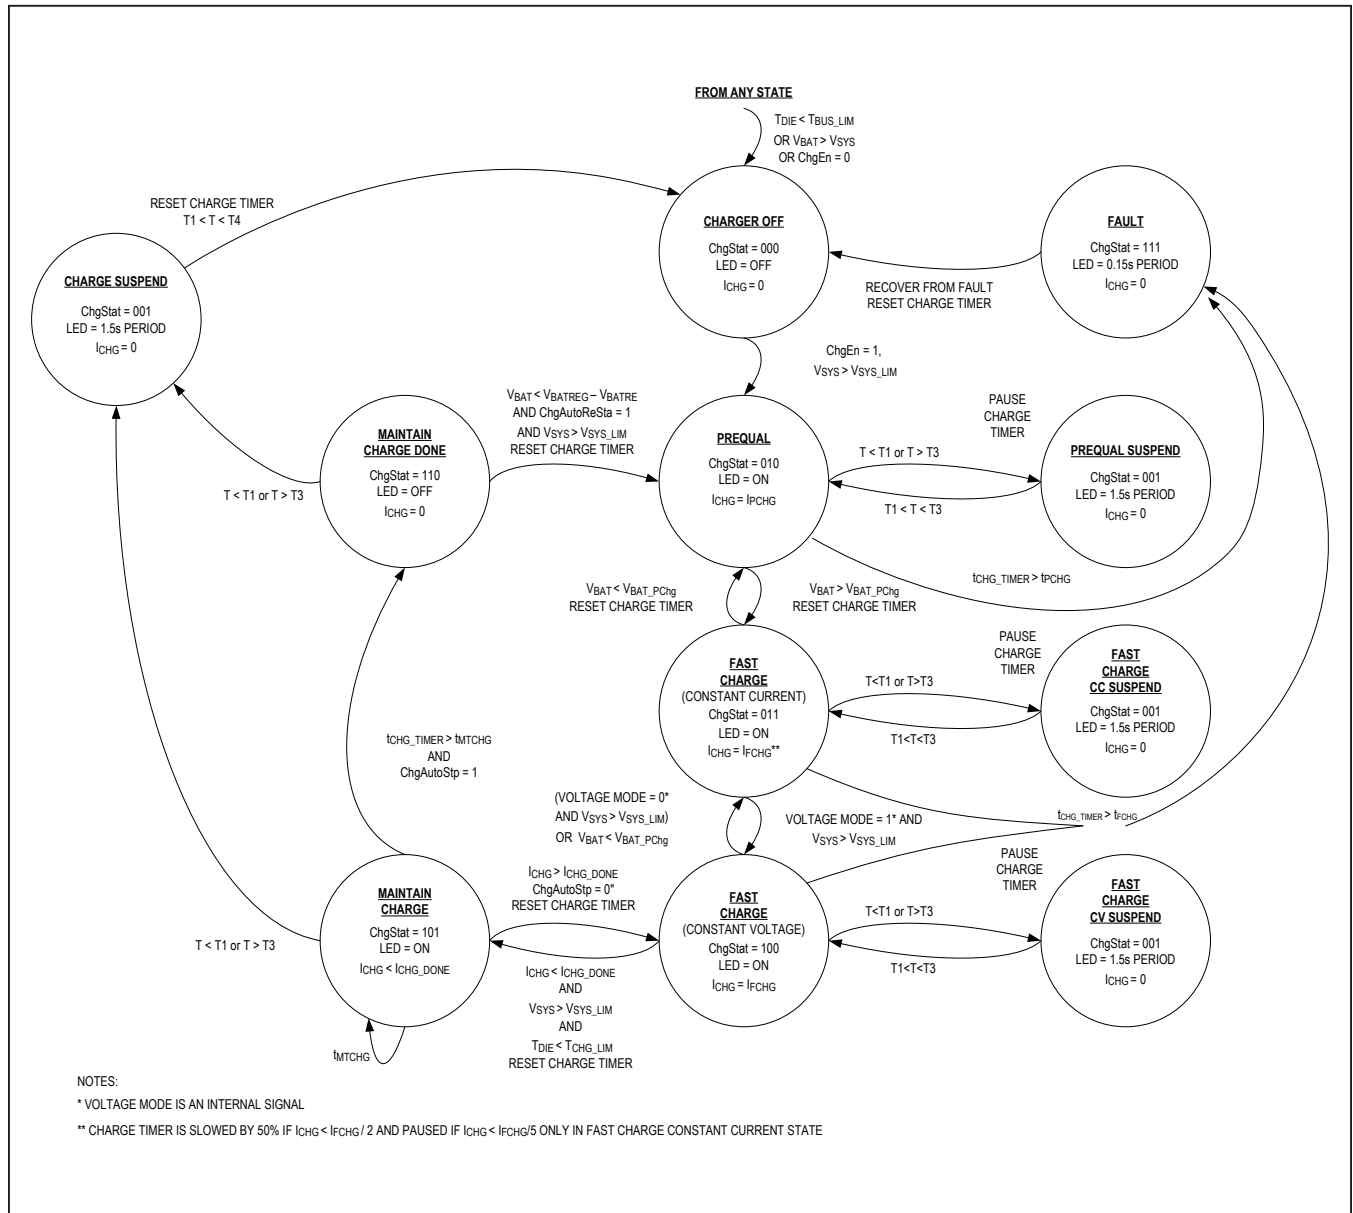 FROM ANY STATE
TDIE < TBUS_LIM
OR VBAT > VSYS
OR ChgEn = 0
RESET CHARGE TIMER
T1 < T < T4
CHARGER OFF
ChgStat = 000
LED = OFF
ICHG = 0
FAULT
ChgStat = 111
LED = 0.15s PERIOD
ICHG = 0
CHARGE SUSPEND
ChgStat = 001
LED = 1.5s PERIOD
ICHG = 0
RECOVER FROM FAULT
RESET CHARGE TIMER
ChgEn = 1,
VSYS > VSYS_LIM
VBAT < VBATREG – VBATRE
AND ChgAutoReSta = 1
AND VSYS > VSYS_LIM
RESET CHARGE TIMER
PAUSE
CHARGE
TIMER
MAINTAIN
CHARGE DONE
ChgStat = 110
LED = OFF
ICHG = 0
PREQUAL
ChgStat = 010
LED = ON
ICHG = IPCHG
T < T1 or T > T3
T1 < T < T3
PREQUAL SUSPEND
ChgStat = 001
LED = 1.5s PERIOD
ICHG = 0
T < T1 or T > T3
tCHG_TIMER > tPCHG
VBAT < VBAT_PChg
RESET CHARGE TIMER
VBAT > VBAT_PChg
RESET CHARGE TIMER
PAUSE
CHARGE
TIMER
FAST
CHARGE
(CONSTANT CURRENT)
ChgStat = 011
LED = ON
ICHG = IFCHG**
T<T1 or T>T3
T1<T<T3
FAST
CHARGE
CC SUSPEND
ChgStat = 001
LED = 1.5s PERIOD
ICHG = 0
tCHG_TIMER > tMTCHG
AND
ChgAutoStp = 1
(VOLTAGE MODE = 0*
AND VSYS > VSYS_LIM)
OR VBAT < VBAT_PChg
VOLTAGE MODE = 1* AND
VSYS > VSYS_LIM
tCHG_TIMER > tFCHG
PAUSE
CHARGE
TIMER
ICHG > ICHG_DONE
ChgAutoStp = 0"
RESET CHARGE TIMER
MAINTAIN
CHARGE
ChgStat = 101
LED = ON
ICHG < ICHG_DONE
FAST
CHARGE
(CONSTANT VOLTAGE)
ChgStat = 100
LED = ON
ICHG = IFCHG
T<T1 or T>T3
T1<T<T3
FAST
CHARGE
CV SUSPEND
ChgStat = 001
LED = 1.5s PERIOD
ICHG = 0
T < T1 or T > T3
ICHG < ICHG_DONE
AND
VSYS > VSYS_LIM
AND
TDIE < TCHG_LIM
RESET CHARGE TIMER
tMTCHG
NOTES:
* VOLTAGE MODE IS AN INTERNAL SIGNAL
** CHARGE TIMER IS SLOWED BY 50% IF ICHG < IFCHG / 2 AND PAUSED IF ICHG < IFCHG/5 ONLY IN FAST CHARGE CONSTANT CURRENT STATE